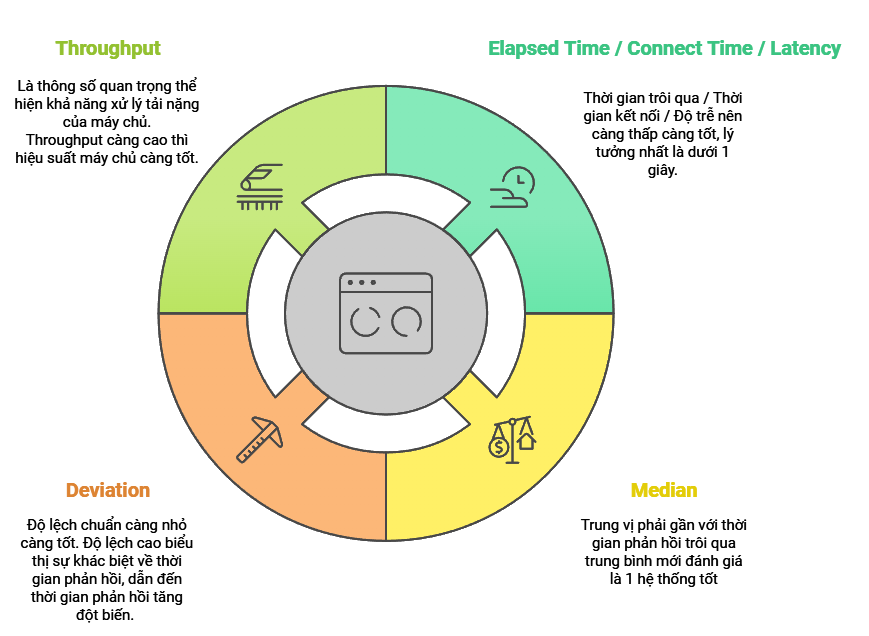 Throughput
Là thông số quan trọng thể
hiện khả năng xử lý tải nặng
của máy chủ.
Throughput càng cao thì
hiệu suất máy chủ càng tốt.
Elapsed Time / Connect Time / Latency
Thời gian trôi qua / Thời
gian kết nối / Độ trễ nên
càng thấp càng tốt, lý
tưởng nhất là dưới 1
giây.
$
Deviation
Độ lệch chuẩn càng nhỏ
càng tốt. Độ lệch cao biểu
thị sự khác biệt về thời
gian phản hồi, dẫn đến
thời gian phản hồi tăng
đột biến.
Median
Trung vị phải gần với thời
gian phản hồi trôi qua
trung bình mới đánh giá
là 1 hệ thống tốt